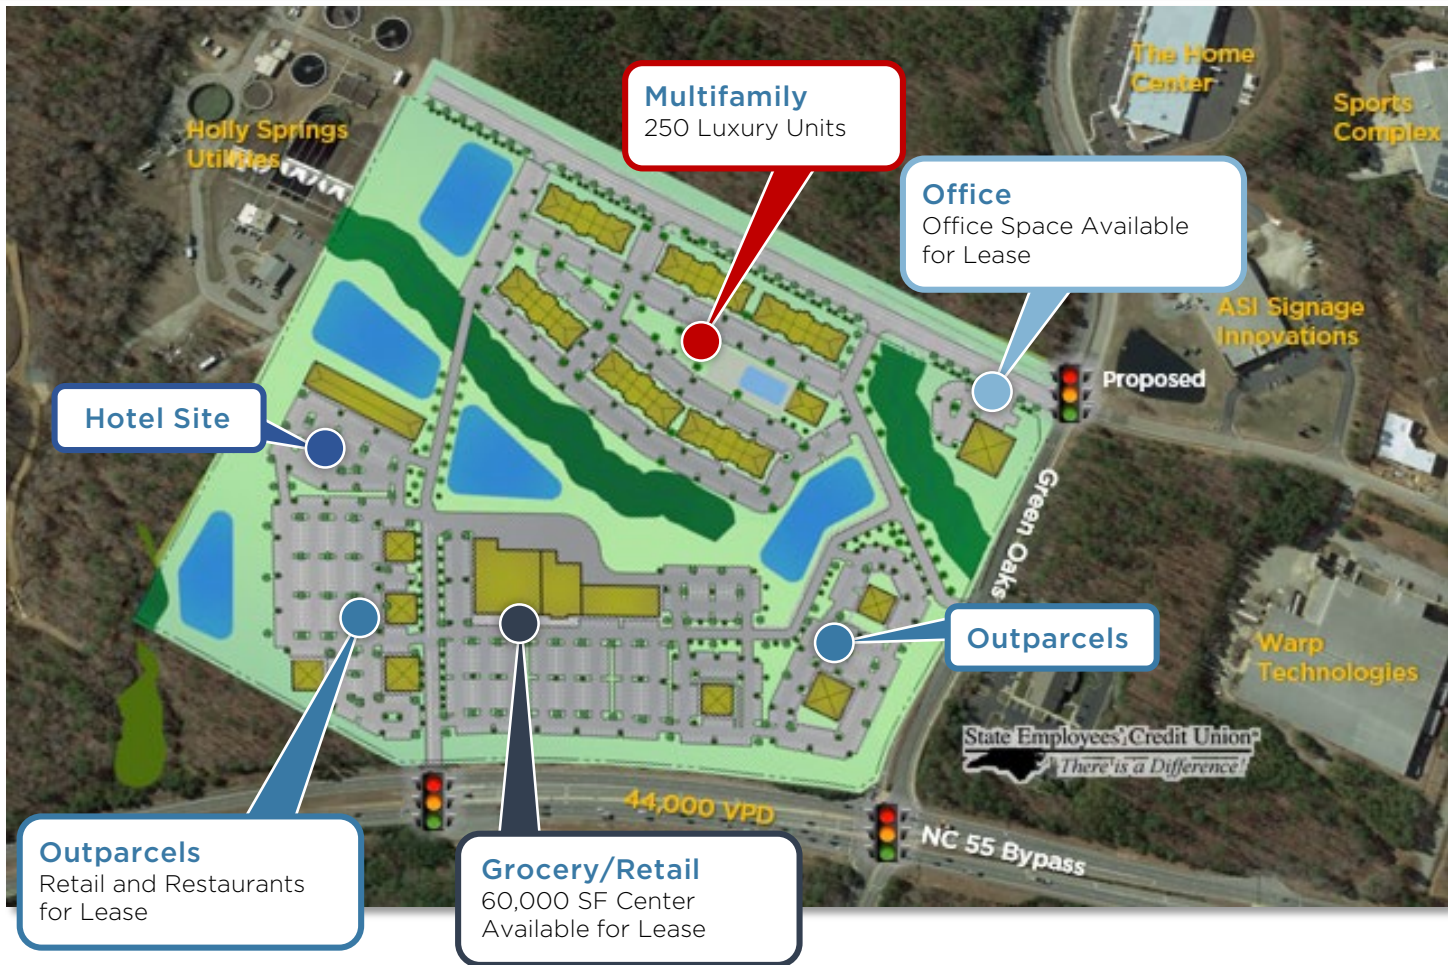 The Home
Center
Sports
Complex
Multifamily
250 Luxury Units
Holly Springs
Utilities
Office
Office Space Available
for Lease
ASI Signage
Innovations
Proposed
Hotel Site
Green Oaks
Outparcels
Warp
Technologies
State Employees' Credit Union
There is a Difference
44,000 VPD
NC 55 Bypass
Outparcels
Retail and Restaurants
for Lease
Grocery/Retail
60,000 SF Center
Available for Lease